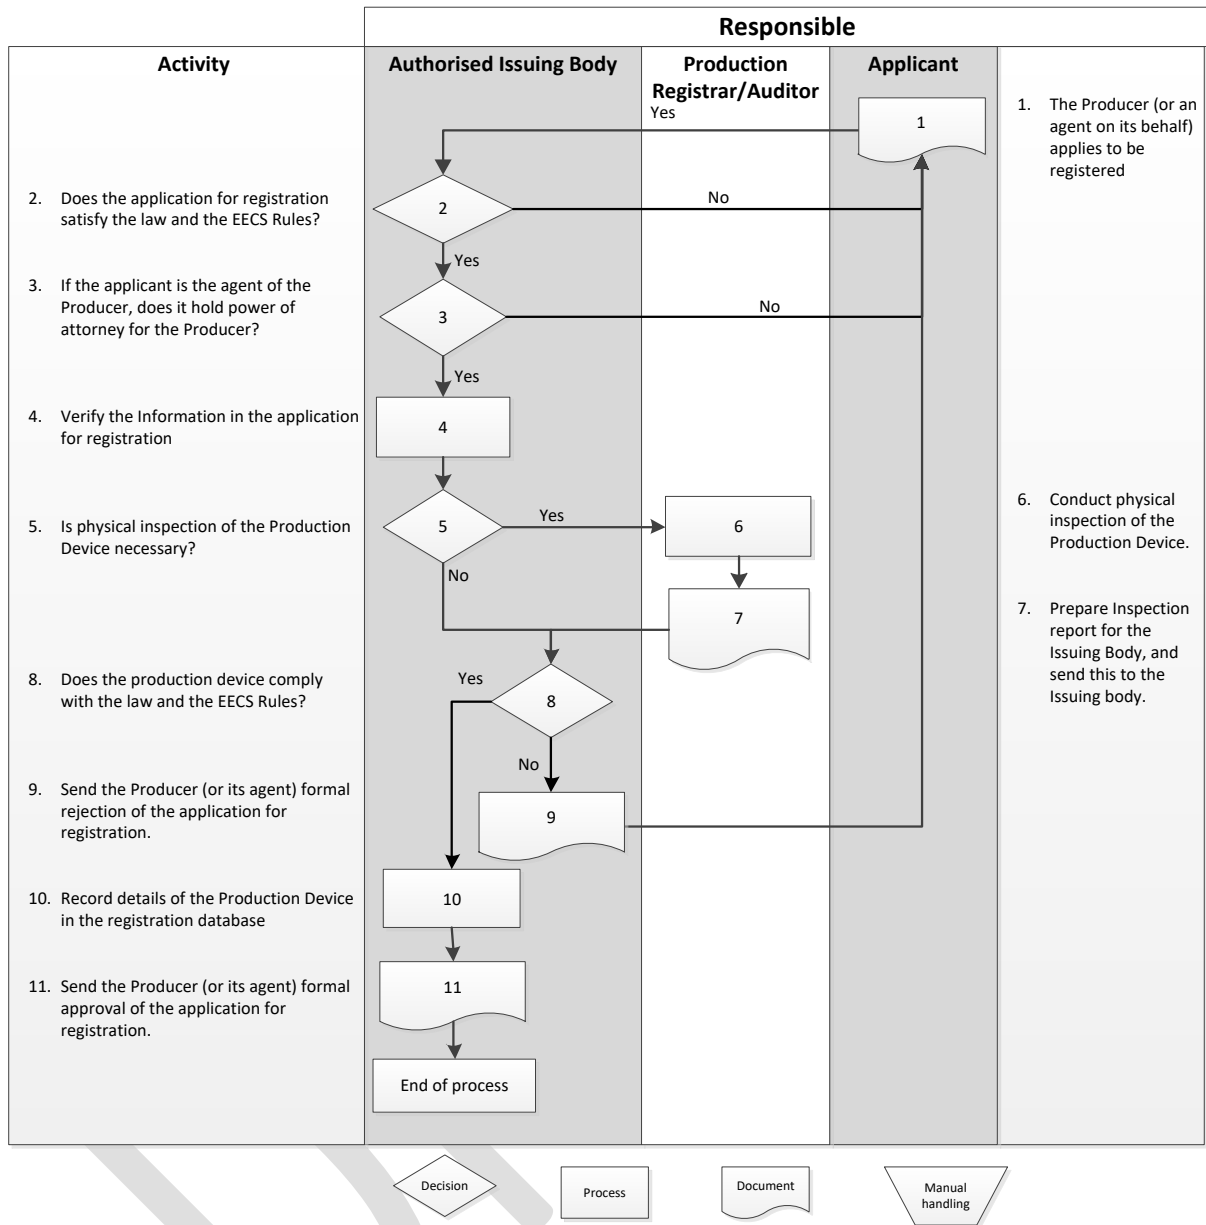 Responsible
Activity
Authorised Issuing Body
Production
Registrar/Auditor
Applicant
Yes
1
1. The Producer (or an
agent on its behalf)
applies to be
registered
2. Does the application for registration
satisfy the law and the EECS Rules?
2
No
Yes
3. If the applicant is the agent of the
Producer, does it hold power of
attorney for the Producer?
3
No
Yes
4. Verify the Information in the application
for registration
4
5. Is physical inspection of the Production
Device necessary?
5
Yes
6
No
6. Conduct physical
inspection of the
Production Device.
7
7. Prepare Inspection
report for the
Issuing Body, and
send this to the
Issuing body.
8. Does the production device comply
with the law and the EECS Rules?
Yes
8
No
9. Send the Producer (or its agent) formal
rejection of the application for
registration.
9
10. Record details of the Production Device
in the registration database
10
11. Send the Producer (or its agent) formal
approval of the application for
registration.
11
End of process
Decision
Process
Document
Manual
handling